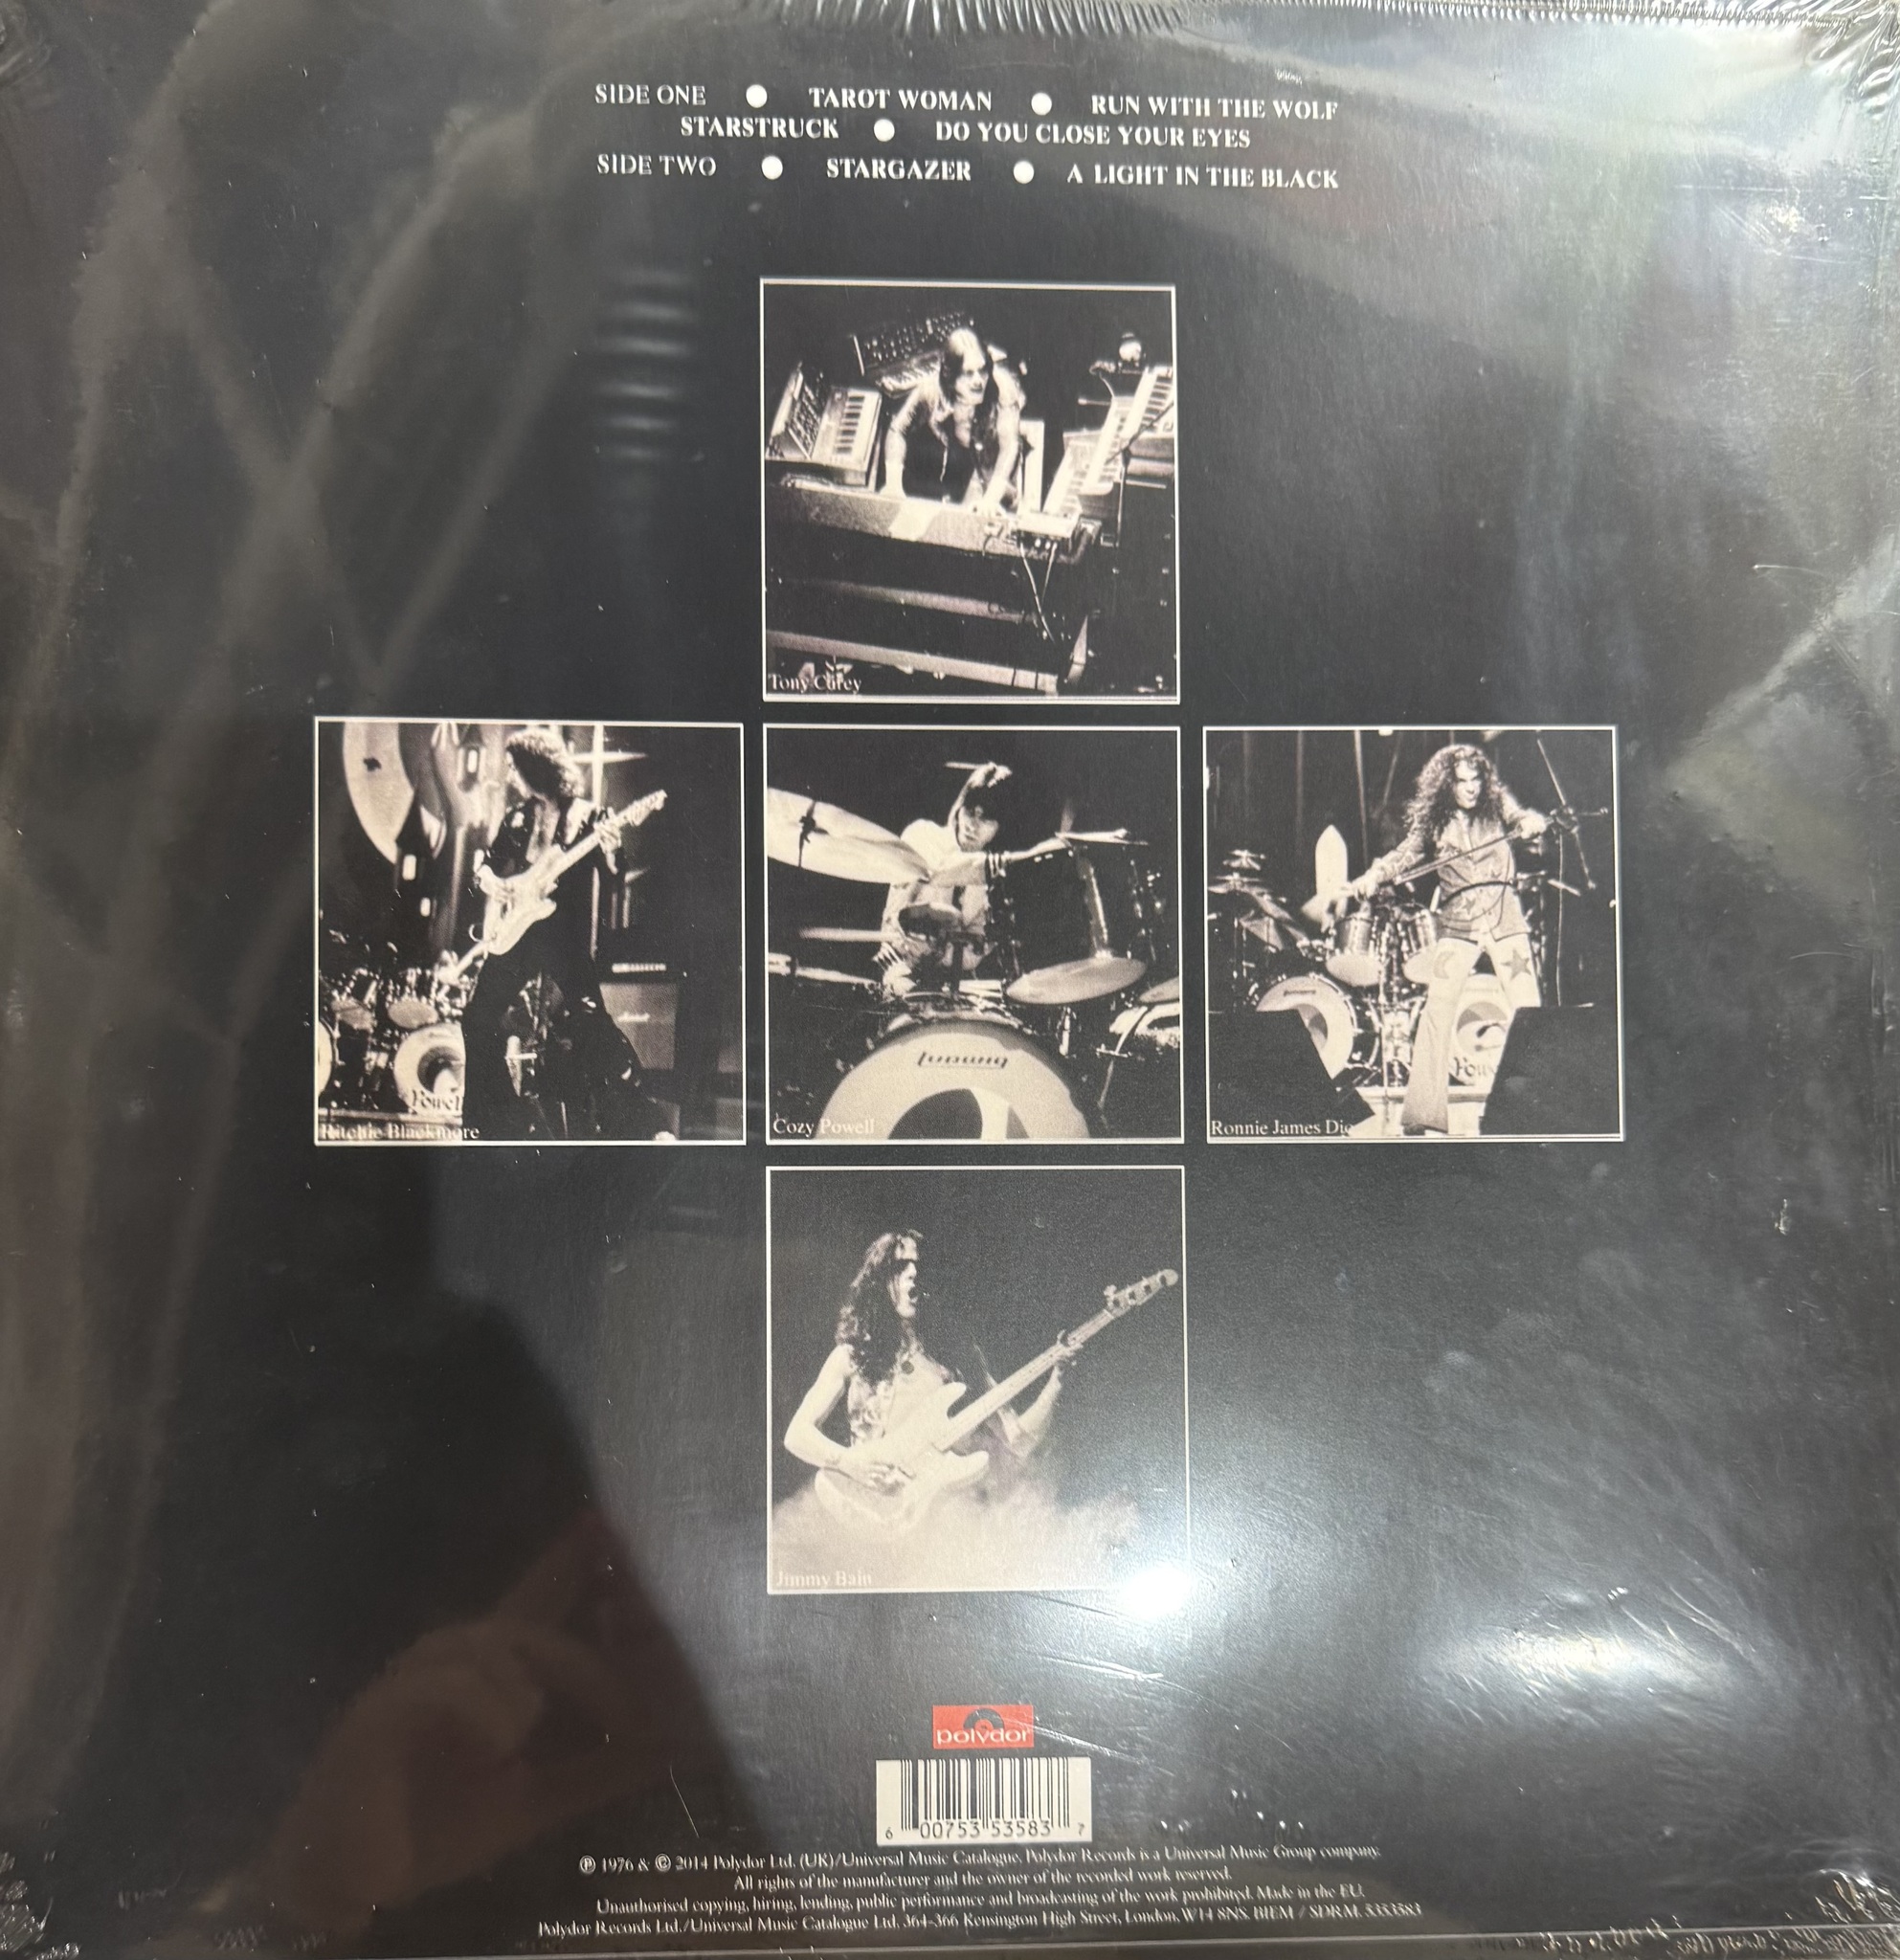 SIDE ONE ● TAROT WOMAN ● RUN WITH THE WOLF
STARSTRUCK ● DO YOU CLOSE YOUR EYES
SIDE TWO ● STARGAZER ● A LIGHT IN THE BLACK
Tony Carey
Powell
Ritchie Blackmore
Ludwig
Cozy Powell
Ronnie James Dio
Jimmy Bain
polydor
6 00753 53583 7
℗ 1976 & © 2014 Polydor Ltd. (UK)/Universal Music Catalogue. Polydor Records is a Universal Music Group company.
All rights of the manufacturer and the owner of the recorded work reserved.
Unauthorised copying, hiring, lending, public performance and broadcasting of the work prohibited. Made in the EU.
Polydor Records Ltd./Universal Music Catalogue Ltd. 364-366 Kensington High Street, London, W14 8NS. BIEM / SDRM. 5353583